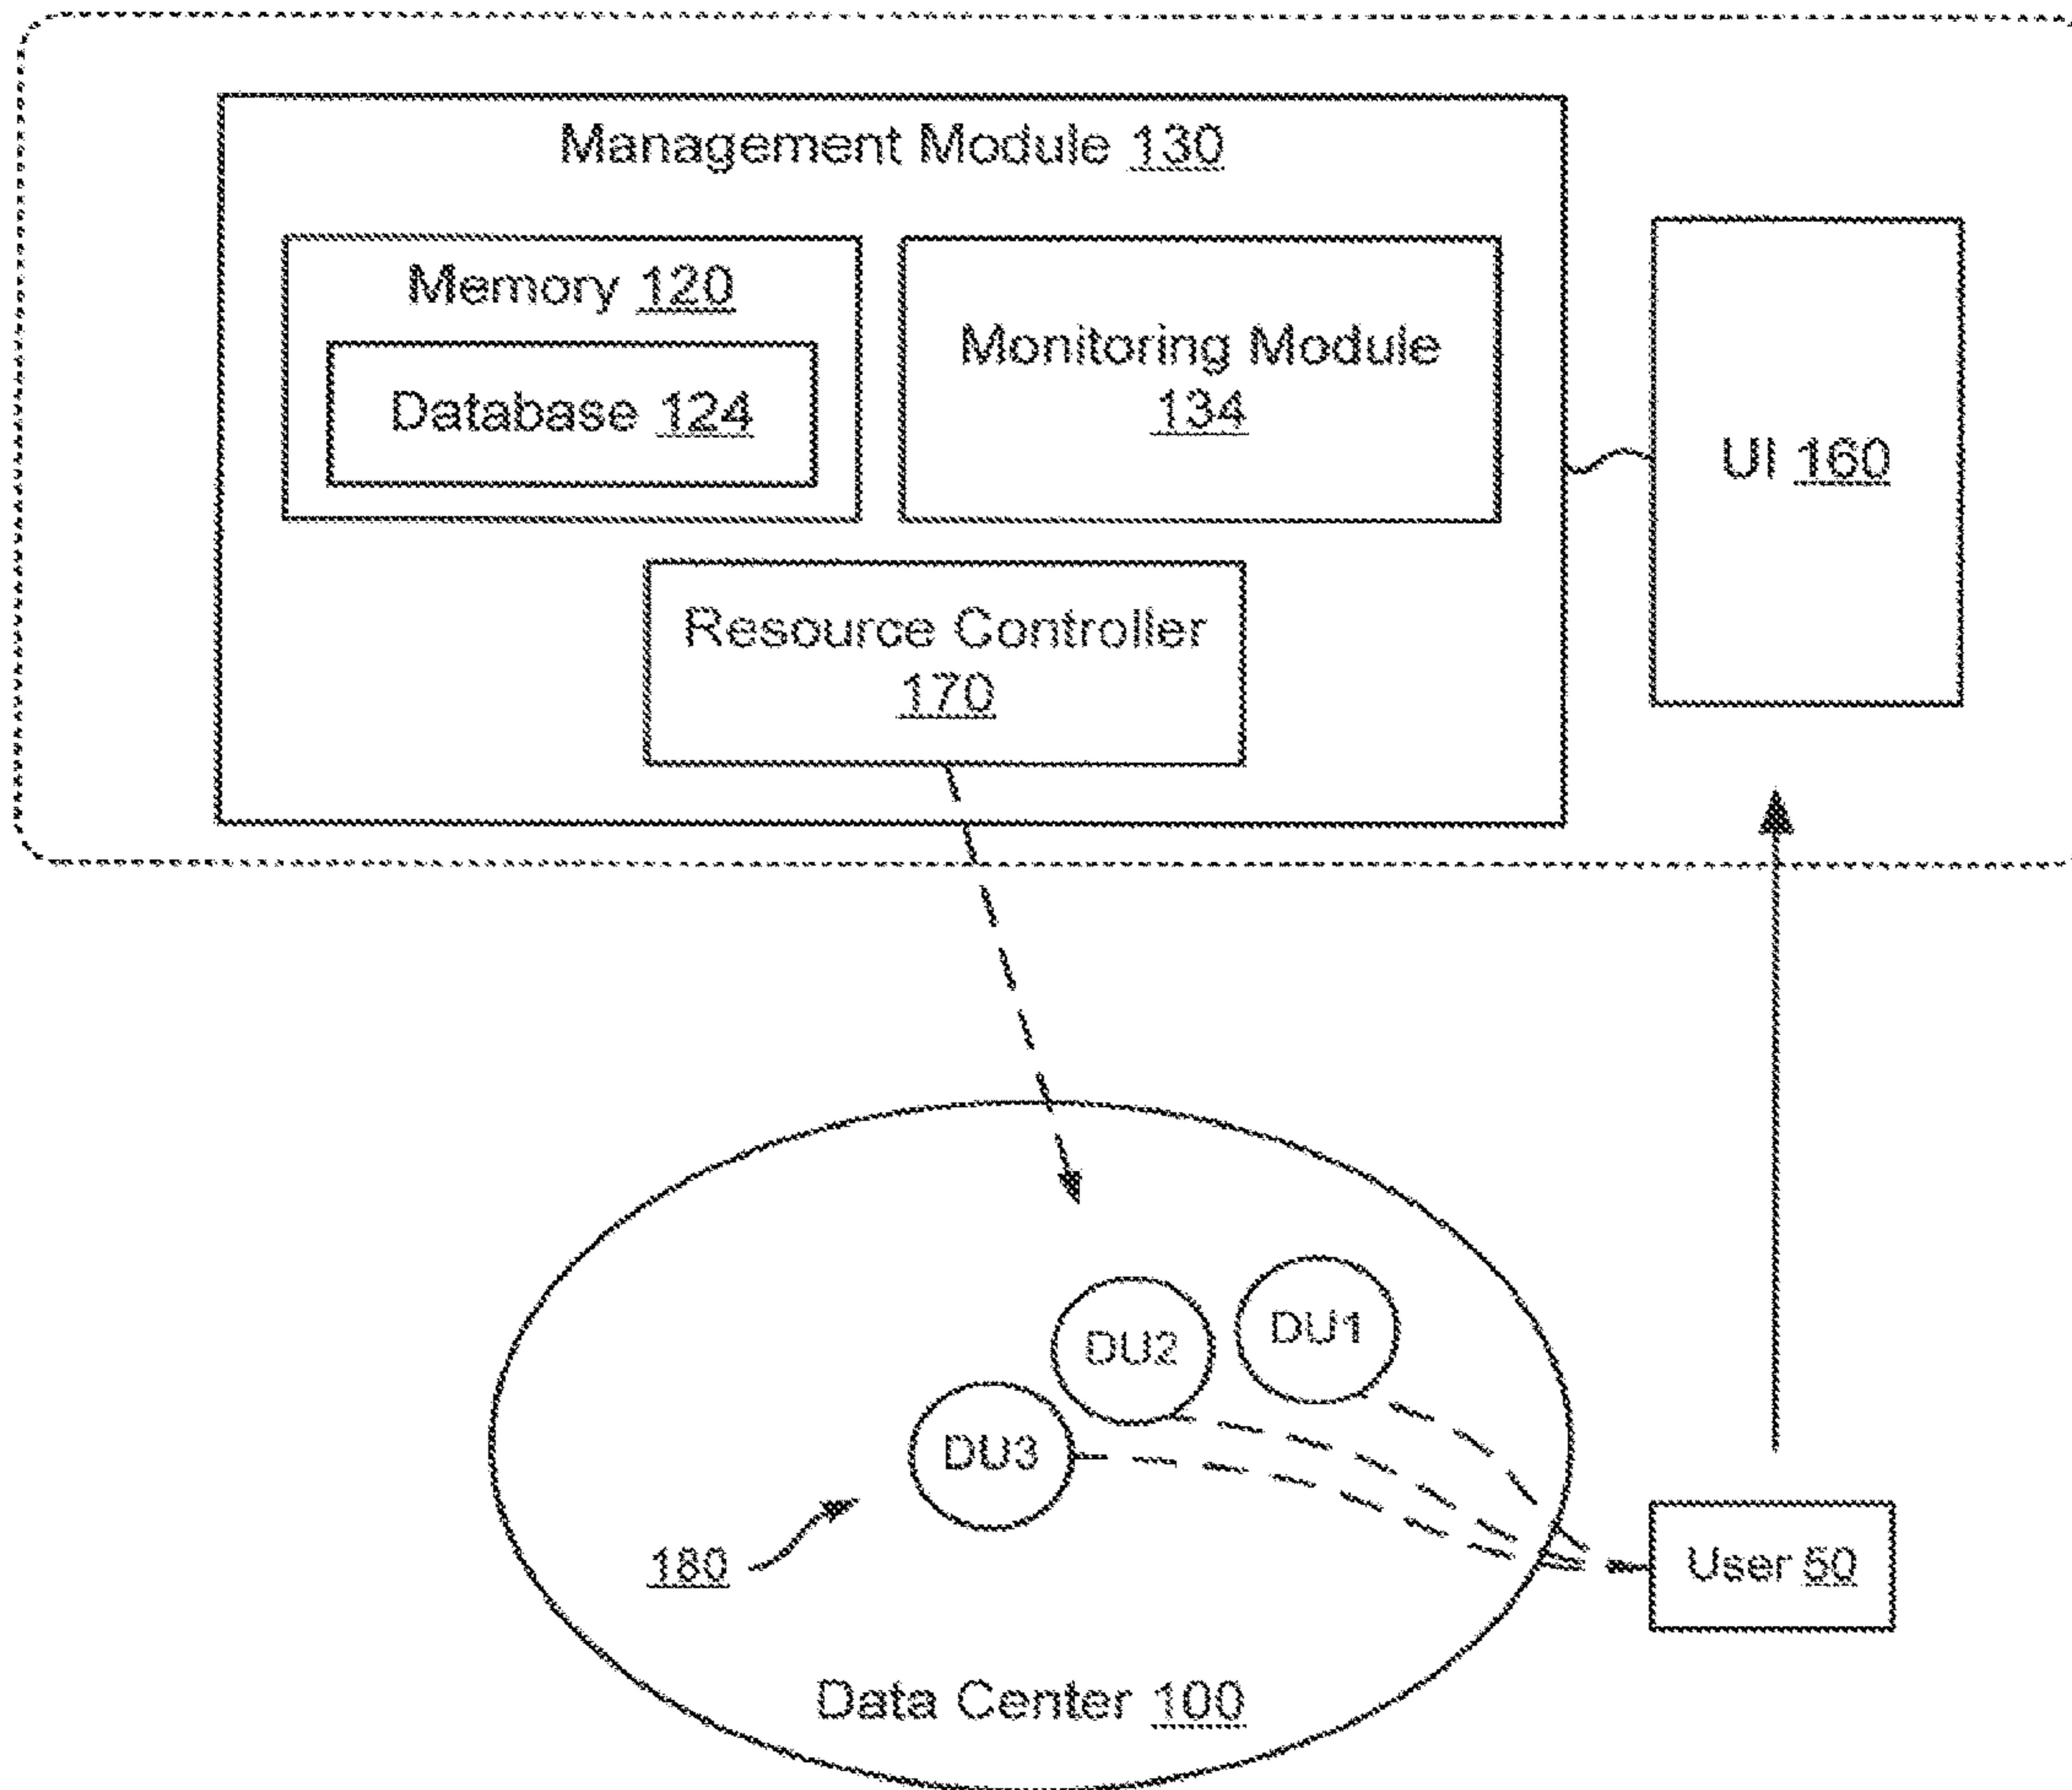 Management Module 130
Memory 120
Database 124
Monitoring Module
134
UI 160
Resource Controller
170
DU1
DU2
DU3
180
User 50
Data Center 100